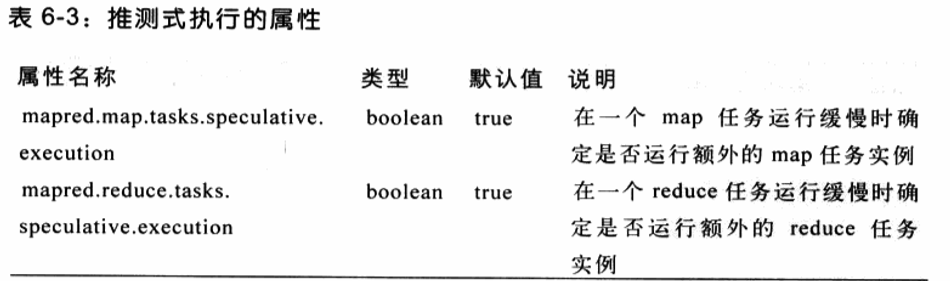 表 6-3：推测式执行的属性
属性名称 类型 默认值 说明
mapred.map.tasks.speculative. boolean true 在一个 map 任务运行缓慢时确
execution 定是否运行额外的 map 任务实例
mapred.reduce.tasks. boolean true 在一个 reduce 任务运行缓慢时确
speculative.execution 定是否运行额外的 reduce 任务
实例